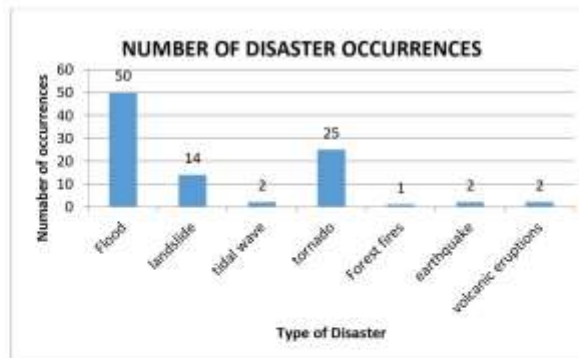 NUMBER OF DISASTER OCCURRENCES
Numaber of occurrences
60
50
40
30
20
10
0
50
14
2
25
1
2
2
Flood
landslide
tidal wave
tornado
Forest fires
earthquake
volcanic eruptions
Type of Disaster